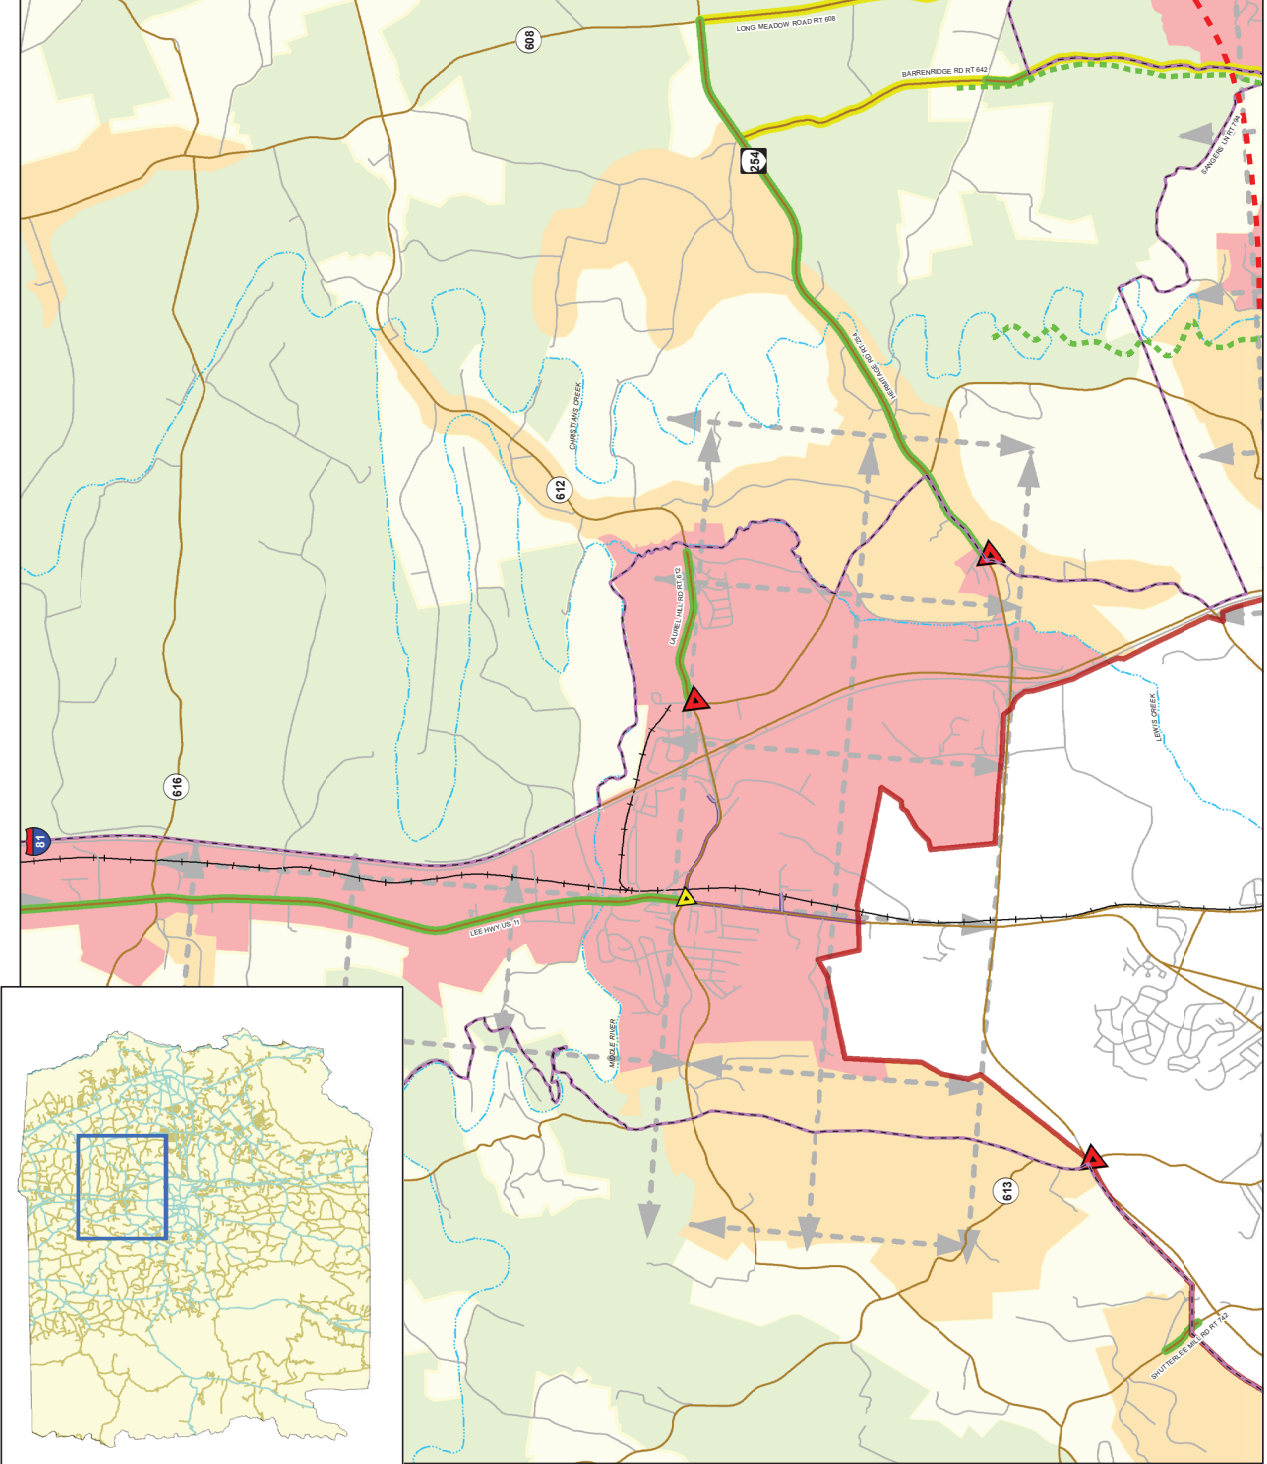 608
LONG MEADOW ROAD RT 608
BARRENRIDGE RD RT 642
254
SANGERS LN RT 794
HERMITAGE RD RT 254
CHRISTIANS CREEK
612
LAUREL HILL RD RT 612
616
81
LEE HWY US 11
LEWIS CREEK
MIDDLE RIVER
613
SHUTTERLEE MILL RD RT 742